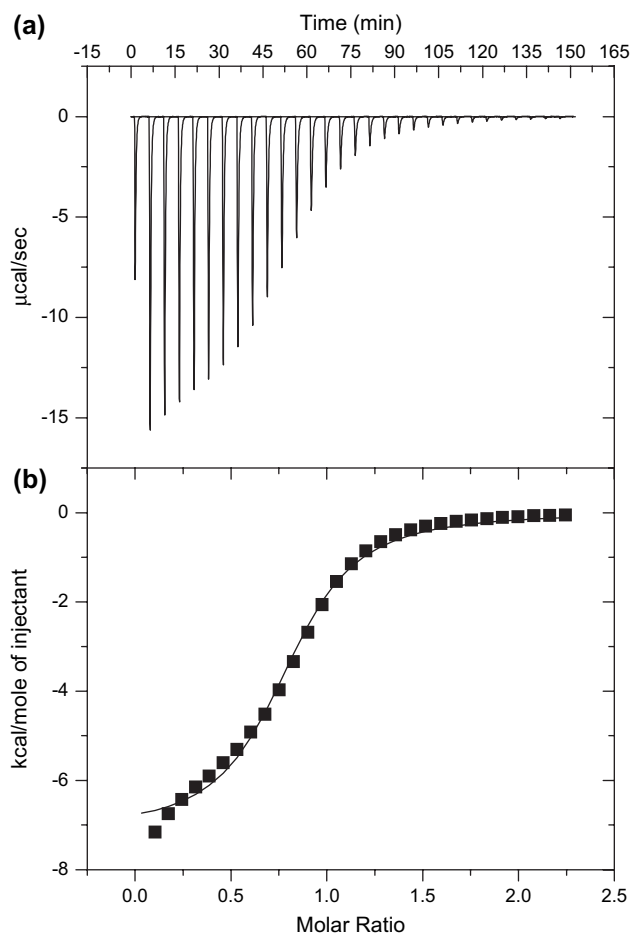 (a)
Time (min)
-15 0 15 30 45 60 75 90 105 120 135 150 165
0
-5
-10
-15
µcal/sec
(b)
0
-2
-4
-6
-8
kcal/mole of injectant
0.0 0.5 1.0 1.5 2.0 2.5
Molar Ratio